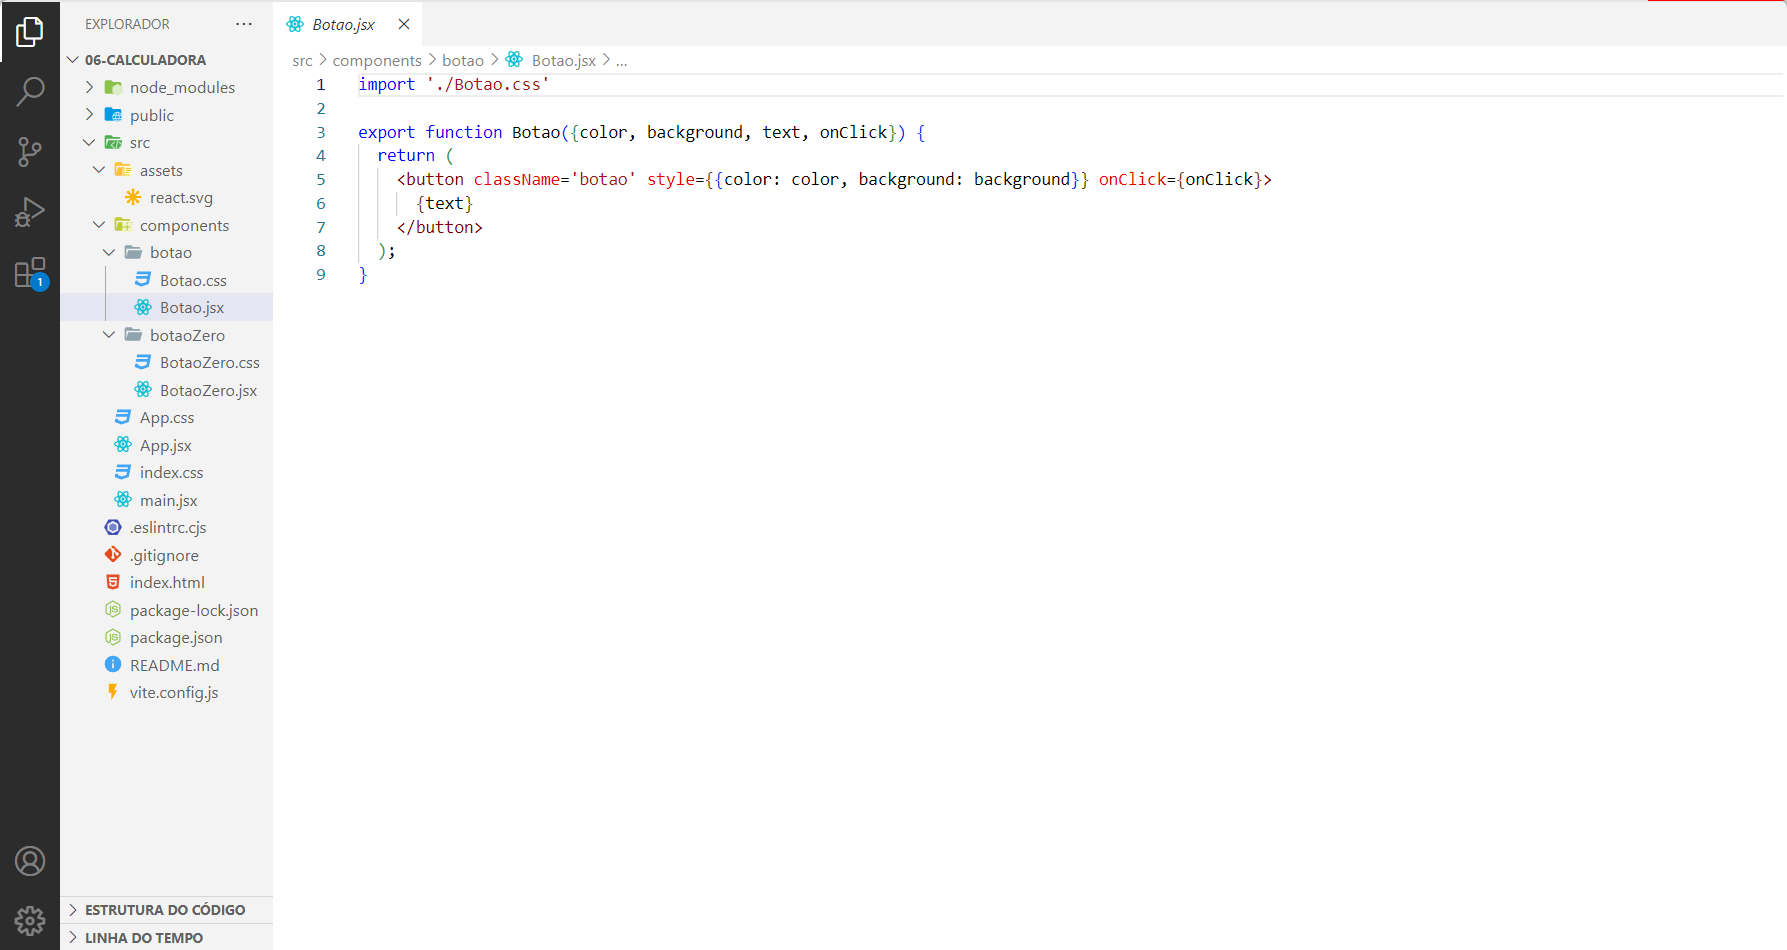 EXPLORADOR
06-CALCULADORA
node_modules
public
src
assets
react.svg
components
botao
Botao.css
Botao.jsx
botaoZero
BotaoZero.css
BotaoZero.jsx
App.css
App.jsx
index.css
main.jsx
.eslintrc.cjs
.gitignore
index.html
package-lock.json
package.json
README.md
vite.config.js
ESTRUTURA DO CÓDIGO
LINHA DO TEMPO
1
Botao.jsx
src > components > botao > Botao.jsx > ...
1 import './Botao.css'
2
3 export function Botao({color, background, text, onClick}) {
4   return (
5     <button className='botao' style={{color: color, background: background}} onClick={onClick}>
6       {text}
7     </button>
8   );
9 }